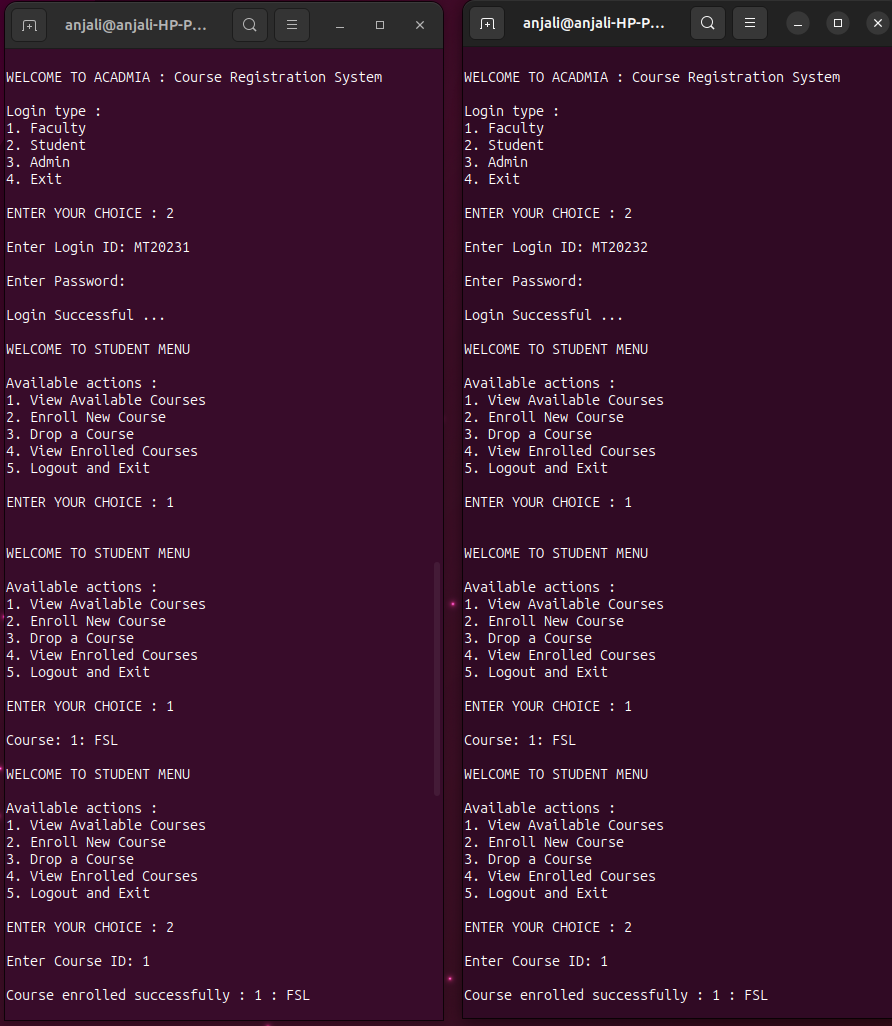 anjali@anjali-HP-P...
WELCOME TO ACADMIA : Course Registration System
Login type :
1. Faculty
2. Student
3. Admin
4. Exit
ENTER YOUR CHOICE : 2
Enter Login ID: MT20231
Enter Password:
Login Successful ...
WELCOME TO STUDENT MENU
Available actions :
1. View Available Courses
2. Enroll New Course
3. Drop a Course
4. View Enrolled Courses
5. Logout and Exit
ENTER YOUR CHOICE : 1
WELCOME TO STUDENT MENU
Available actions :
1. View Available Courses
2. Enroll New Course
3. Drop a Course
4. View Enrolled Courses
5. Logout and Exit
ENTER YOUR CHOICE : 1
Course: 1: FSL
WELCOME TO STUDENT MENU
Available actions :
1. View Available Courses
2. Enroll New Course
3. Drop a Course
4. View Enrolled Courses
5. Logout and Exit
ENTER YOUR CHOICE : 2
Enter Course ID: 1
Course enrolled successfully : 1 : FSL
anjali@anjali-HP-P...
WELCOME TO ACADMIA : Course Registration System
Login type :
1. Faculty
2. Student
3. Admin
4. Exit
ENTER YOUR CHOICE : 2
Enter Login ID: MT20232
Enter Password:
Login Successful ...
WELCOME TO STUDENT MENU
Available actions :
1. View Available Courses
2. Enroll New Course
3. Drop a Course
4. View Enrolled Courses
5. Logout and Exit
ENTER YOUR CHOICE : 1
WELCOME TO STUDENT MENU
Available actions :
1. View Available Courses
2. Enroll New Course
3. Drop a Course
4. View Enrolled Courses
5. Logout and Exit
ENTER YOUR CHOICE : 1
Course: 1: FSL
WELCOME TO STUDENT MENU
Available actions :
1. View Available Courses
2. Enroll New Course
3. Drop a Course
4. View Enrolled Courses
5. Logout and Exit
ENTER YOUR CHOICE : 2
Enter Course ID: 1
Course enrolled successfully : 1 : FSL